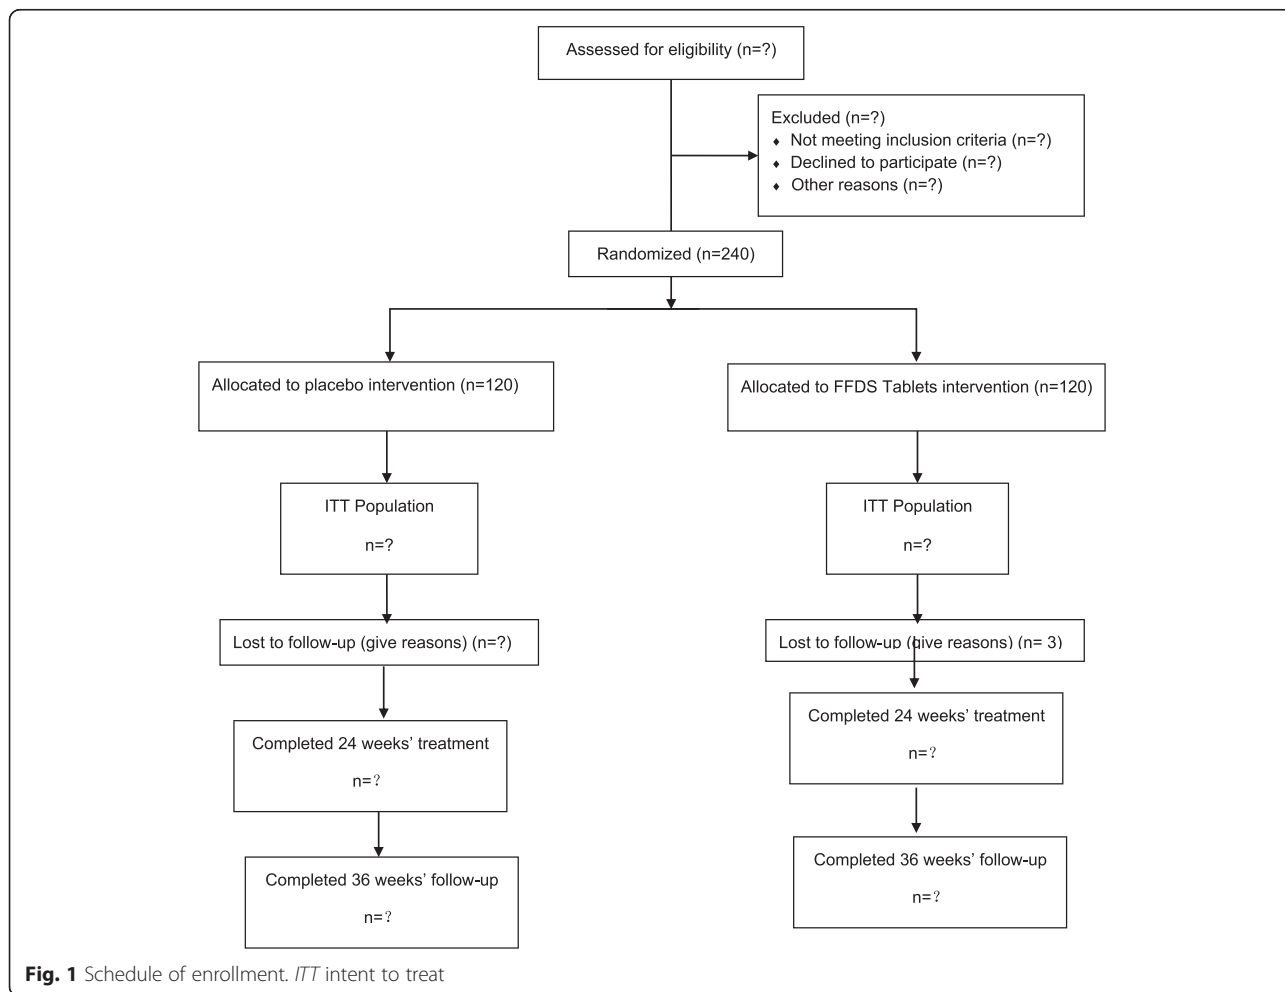 Assessed for eligibility (n=?)
Excluded (n=?)
♦ Not meeting inclusion criteria (n=?)
♦ Declined to participate (n=?)
♦ Other reasons (n=?)
Randomized (n=240)
Allocated to placebo intervention (n=120)
Allocated to FFDS Tablets intervention (n=120)
ITT Population
n=?
ITT Population
n=?
Lost to follow-up (give reasons) (n=?)
Lost to follow-up (give reasons) (n= 3)
Completed 24 weeks’ treatment
n=?
Completed 24 weeks’ treatment
n=?
Completed 36 weeks’ follow-up
n=?
Completed 36 weeks’ follow-up
n=?
Fig. 1 Schedule of enrollment. ITT intent to treat